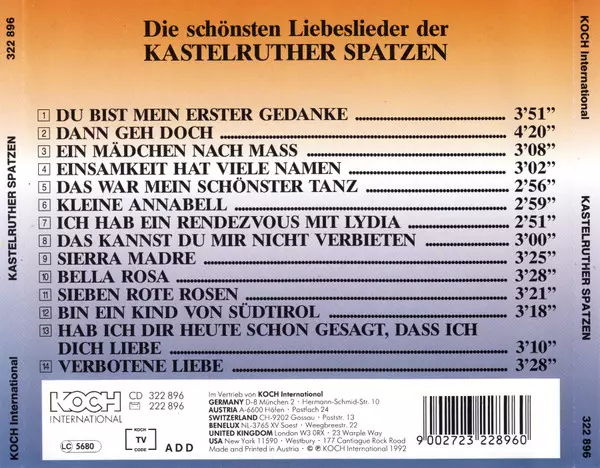 Die schönsten Liebeslieder der
KASTELRUTHER SPATZEN
1 DU BIST MEIN ERSTER GEDANKE 3'51”
2 DANN GEH DOCH 4'20”
3 EIN MÄDCHEN NACH MASS 3'08”
4 EINSAMKEIT HAT VIELE NAMEN 3'02”
5 DAS WAR MEIN SCHÖNSTER TANZ 2'56”
6 KLEINE ANNABELL 2'59”
7 ICH HAB EIN RENDEZVOUS MIT LYDIA 2'51”
8 DAS KANNST DU MIR NICHT VERBIETEN 3'00”
9 SIERRA MADRE 3'25”
10 BELLA ROSA 3'28”
11 SIEBEN ROTE ROSEN 3'21”
12 BIN EIN KIND VON SÜDTIROL 3'18”
13 HAB ICH DIR HEUTE SCHON GESAGT, DASS ICH
DICH LIEBE 3'10”
14 VERBOTENE LIEBE 3'28”
KOCH
INTERNATIONAL
CD 322 896
222 896
LC 5680
KOCH
TV
CODE
ADD
Im Vertrieb von KOCH International
GERMANY D-8 München 2 · Hermann-Schmid-Str. 10
AUSTRIA A-6600 Höfen · Postfach 24
SWITZERLAND CH-9202 Gossau · Poststr. 13
BENELUX NL-3765 XV Soest · Weegbreestr. 22
UNITED KINGDOM London W3 0RX · 23 Warple Way
USA New York 11590 · Westbury · 177 Cantiague Rock Road
Made and Printed in Austria · ℗ + © KOCH International 1992
9 002723 228960
KOCH International KASTELRUTHER SPATZEN 322 896
KOCH International KASTELRUTHER SPATZEN 322 896